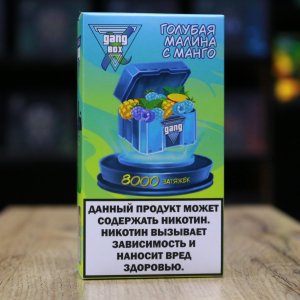 gang
BOX
ГОЛУБАЯ
МАЛИНА
С МАНГО
gang
8000 ЗАТЯЖЕК
ДАННЫЙ ПРОДУКТ МОЖЕТ
СОДЕРЖАТЬ НИКОТИН.
НИКОТИН ВЫЗЫВАЕТ
ЗАВИСИМОСТЬ И
НАНОСИТ ВРЕД
ЗДОРОВЬЮ.